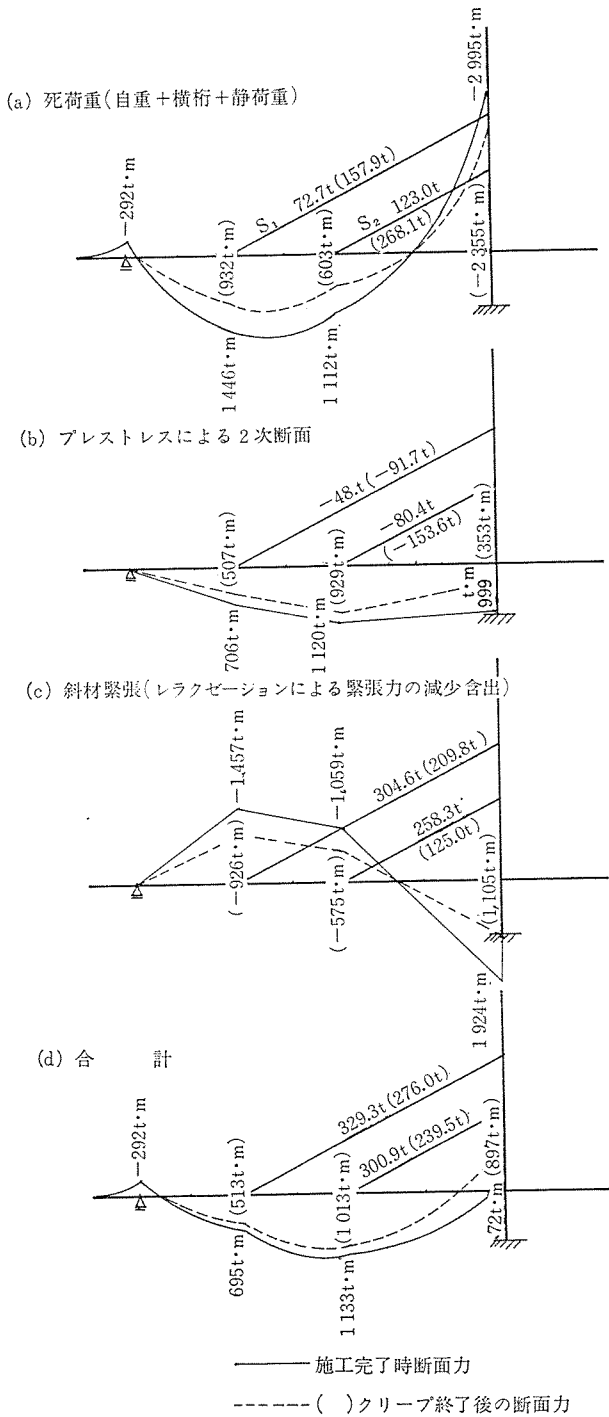 (a) 死荷重(自重+横桁+静荷重)
-2 995t·m
-292t·m
S₁ 72.7t(157.9t)
S₂ 123.0t
(268.1t)
(932t·m)
(603t·m)
(-2 355t·m)
1 446t·m
1 112t·m
(b) プレストレスによる2次断面
-48.t(-91.7t)
-80.4t
(-153.6t)
(507t·m)
(929t·m)
(353t·m)
706t·m
1 120t·m
t·m
999
(c) 斜材緊張(レラクゼーションによる緊張力の減少含出)
-1,457t·m
-1,059t·m
304.6t(209.8t)
258.3t
(125.0t)
(-926t·m)
(-575t·m)
(1,105t·m)
1 924t·m
(d) 合 計
-292t·m
329.3t(276.0t)
300.9t(239.5t)
695t·m (513t·m)
1 133t·m (1 013t·m)
72t·m (897t·m)
施工完了時断面力
( )クリープ終了後の断面力